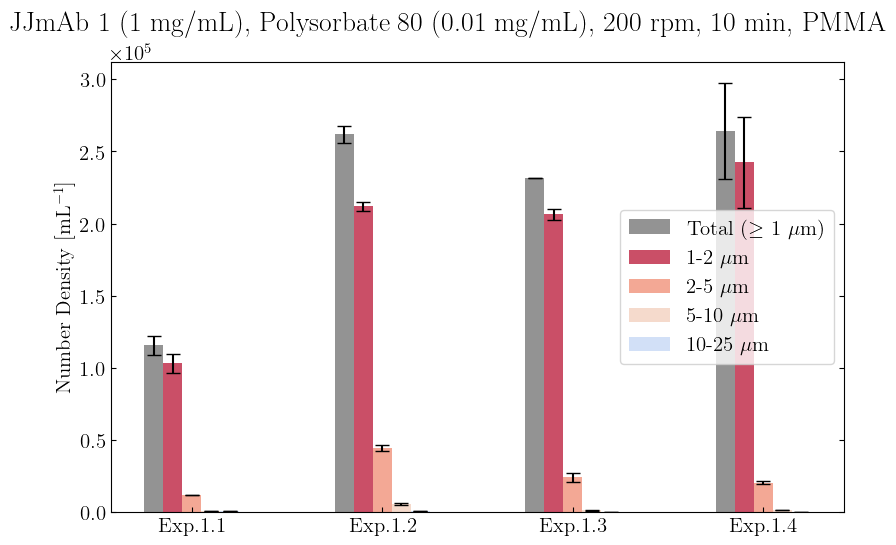 JJmAb 1 (1 mg/mL), Polysorbate 80 (0.01 mg/mL), 200 rpm, 10 min, PMMA
×10⁵
3.0
2.5
2.0
1.5
1.0
0.5
0.0
Number Density [mL⁻¹]
Total (≥ 1 μm)
1-2 μm
2-5 μm
5-10 μm
10-25 μm
Exp.1.1 Exp.1.2 Exp.1.3 Exp.1.4